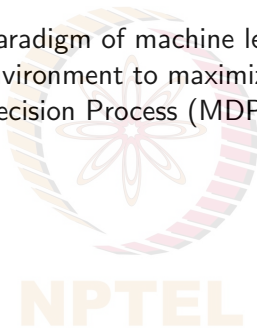 aradigm of machine le
vironment to maximiz
ecision Process (MDP
NPTEL